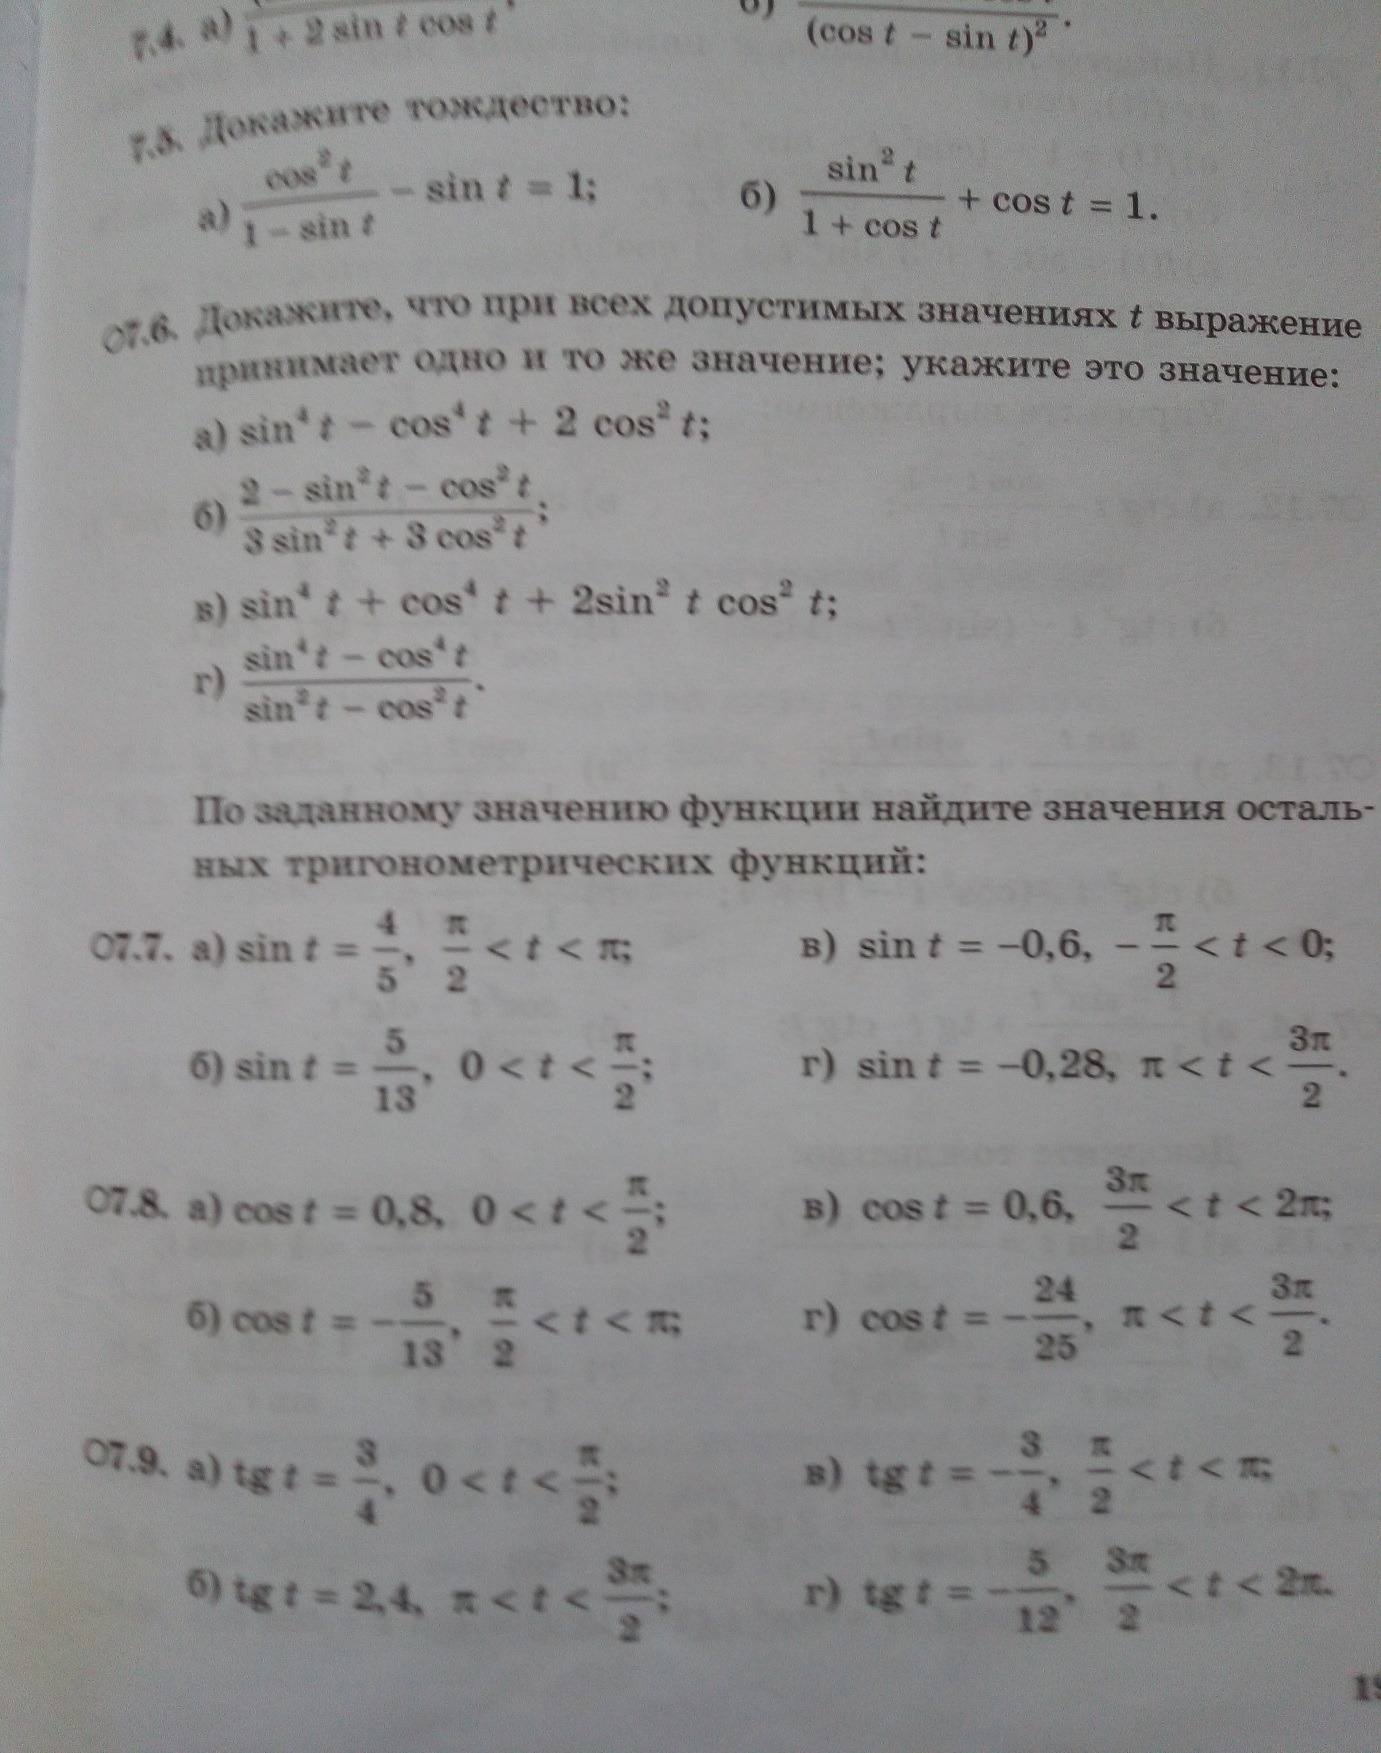 7.4. а) 1 + 2 sin t cos t
б) (cos t − sin t)².
7.5. Докажите тождество:
а) cos² t / (1 − sin t) − sin t = 1; б) sin² t / (1 + cos t) + cos t = 1.
О7.6. Докажите, что при всех допустимых значениях t выражение
принимает одно и то же значение; укажите это значение:
а) sin⁴ t − cos⁴ t + 2 cos² t;
б) (2 − sin² t − cos² t) / (3 sin² t + 3 cos² t);
в) sin⁴ t + cos⁴ t + 2sin² t cos² t;
г) (sin⁴ t − cos⁴ t) / (sin² t − cos² t).
По заданному значению функции найдите значения осталь-
ных тригонометрических функций:
О7.7. а) sin t = 4/5, π/2 < t < π; в) sin t = −0,6, −π/2 < t < 0;
б) sin t = 5/13, 0 < t < π/2; г) sin t = −0,28, π < t < 3π/2.
О7.8. а) cos t = 0,8, 0 < t < π/2; в) cos t = 0,6, 3π/2 < t < 2π;
б) cos t = −5/13, π/2 < t < π; г) cos t = −24/25, π < t < 3π/2.
О7.9. а) tg t = 3/4, 0 < t < π/2; в) tg t = −3/4, π/2 < t < π;
б) tg t = 2,4, π < t < 3π/2; г) tg t = −5/12, 3π/2 < t < 2π.